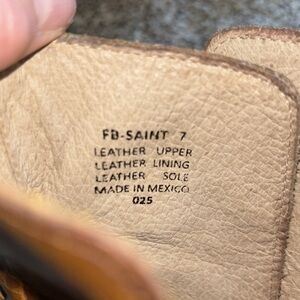 FB-SAINT 7
LEATHER UPPER
LEATHER LINING
LEATHER SOLE
MADE IN MEXICO
025